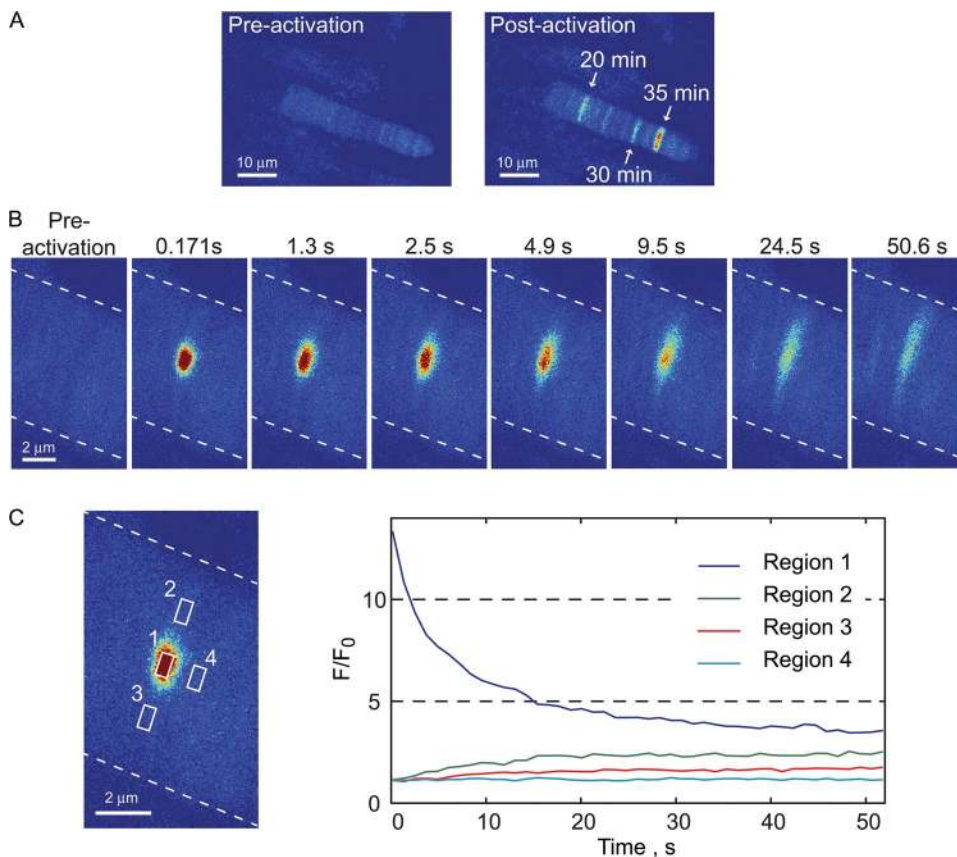 A
Pre-activation
10 μm
Post-activation
20 min
35 min
30 min
10 μm
B
Pre-
activation
0.171s
1.3 s
2.5 s
4.9 s
9.5 s
24.5 s
50.6 s
2 μm
C
1
2
3
4
2 μm
F/F0
10
5
0
Region 1
Region 2
Region 3
Region 4
0 10 20 30 40 50
Time , s